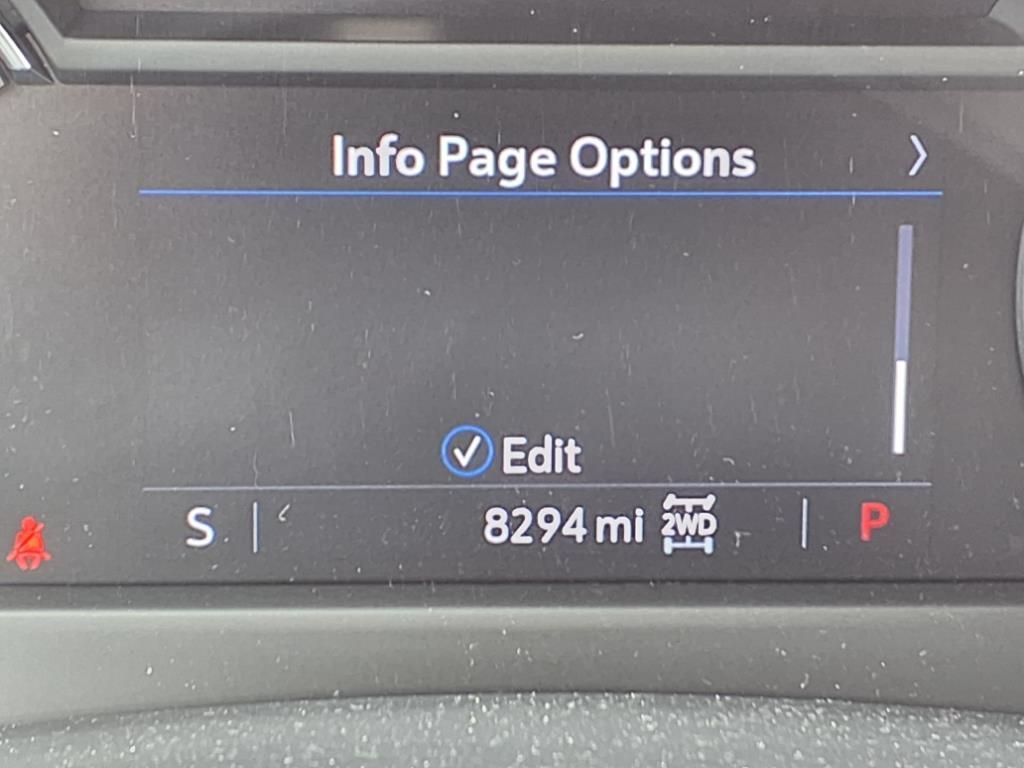 Info Page Options
Edit
S 8294 mi 2WD P